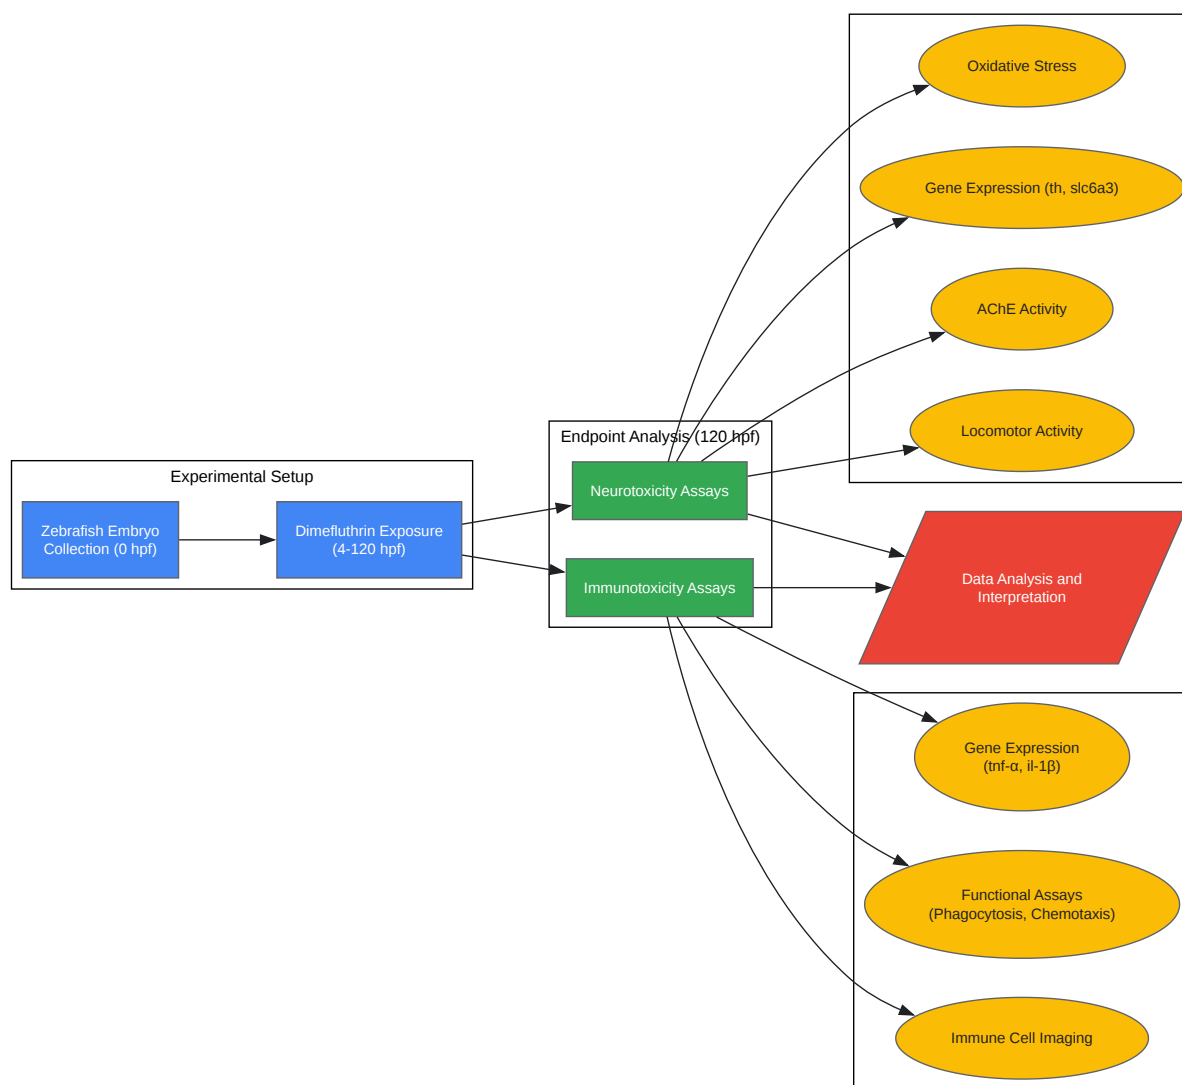 Experimental Setup
Zebrafish Embryo
Collection (0 hpf)
Dimefluthrin Exposure
(4-120 hpf)
Endpoint Analysis (120 hpf)
Neurotoxicity Assays
Immunotoxicity Assays
Oxidative Stress
Gene Expression (th, slc6a3)
AChE Activity
Locomotor Activity
Data Analysis and
Interpretation
Gene Expression
(tnf-α, il-1β)
Functional Assays
(Phagocytosis, Chemotaxis)
Immune Cell Imaging